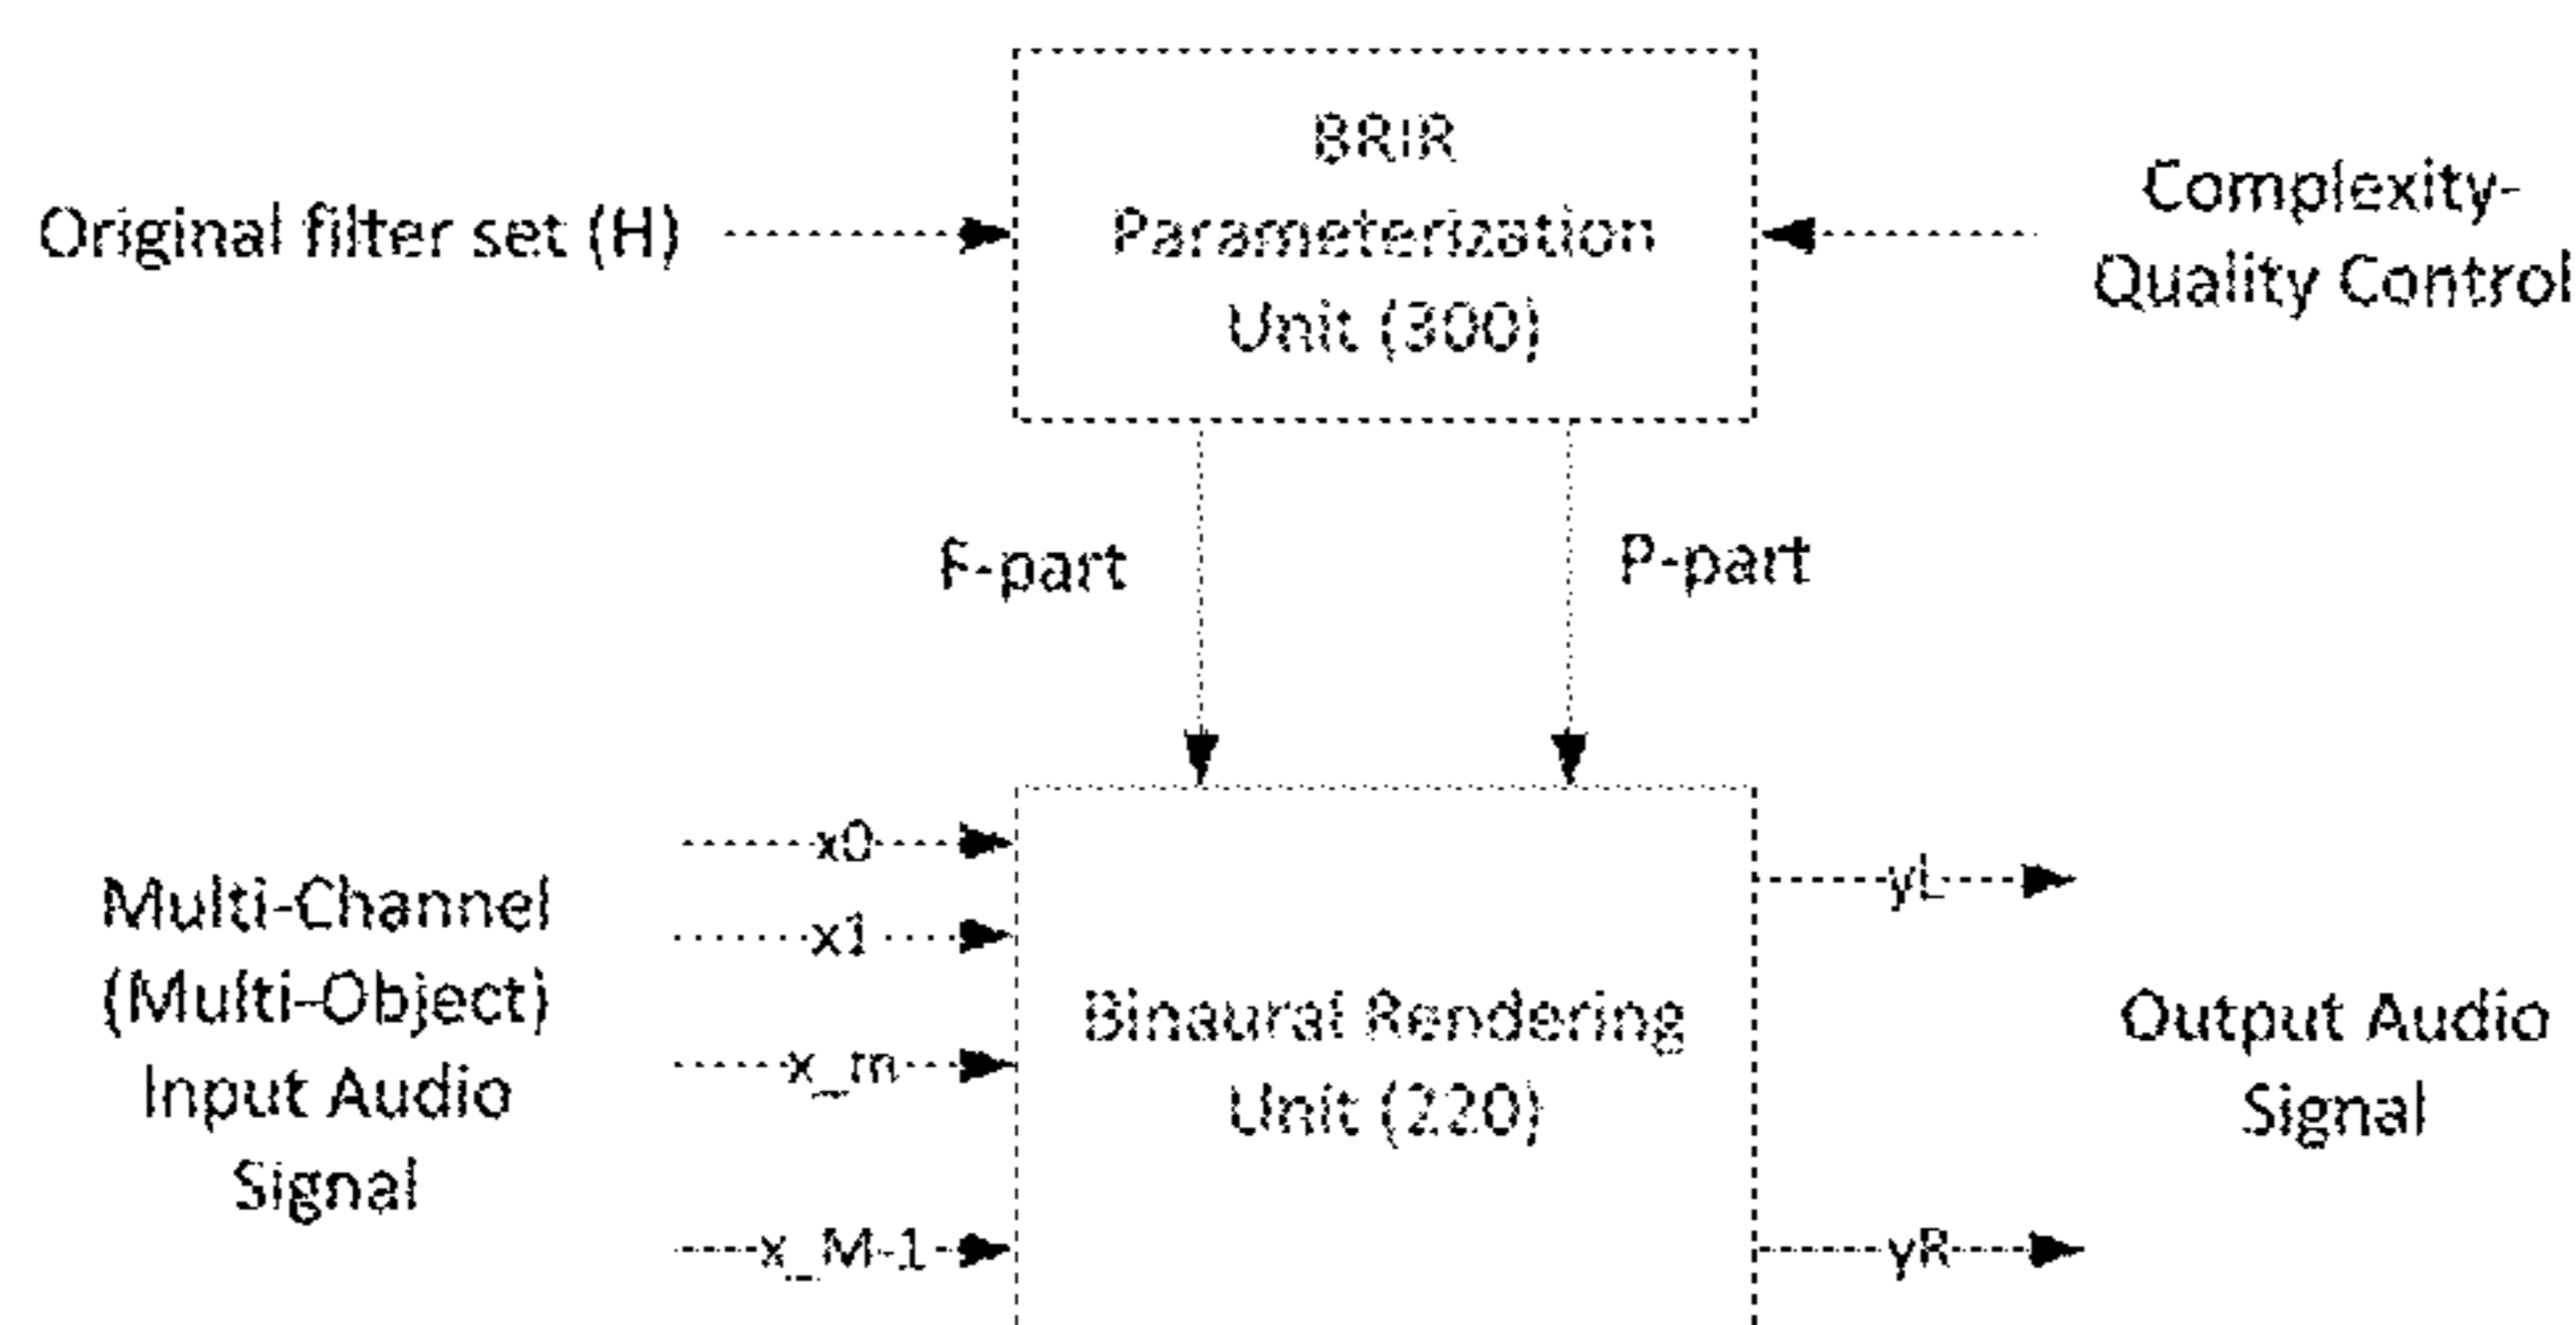 BRIR
Parameterization
Unit (300)
Original filter set (H)
Complexity-
Quality Control
F-part
P-part
Multi-Channel
(Multi-Object)
Input Audio
Signal
x0
x1
x_m
x_M-1
Binaural Rendering
Unit (220)
yL
yR
Output Audio
Signal